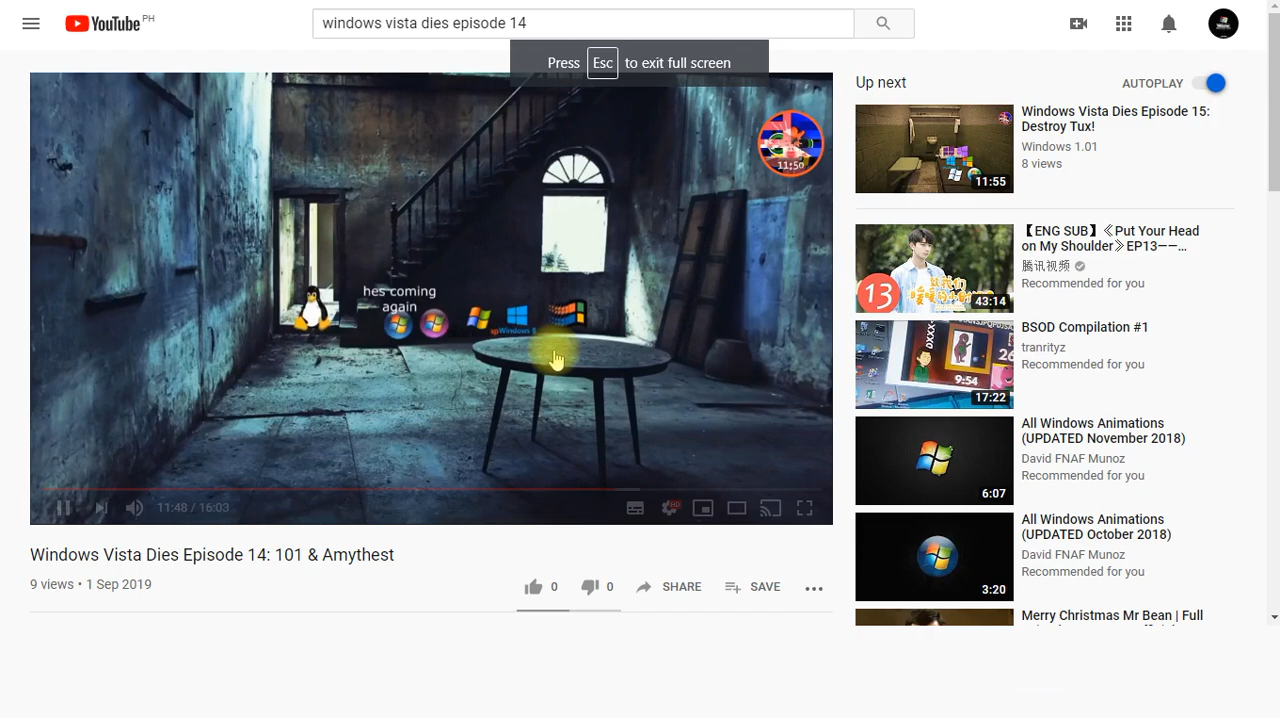 YouTube PH
windows vista dies episode 14
Press Esc to exit full screen
11:50
hes coming
again
xp
Windows 8
11:48 / 16:03
HD
Windows Vista Dies Episode 14: 101 & Amythest
9 views • 1 Sep 2019
0
0
SHARE
SAVE
Up next
AUTOPLAY
11:55
Windows Vista Dies Episode 15:
Destroy Tux!
Windows 1.01
8 views
13
43:14
【ENG SUB】《Put Your Head
on My Shoulder》EP13——…
腾讯视频
Recommended for you
9:54
17:22
BSOD Compilation #1
tranrityz
Recommended for you
6:07
All Windows Animations
(UPDATED November 2018)
David FNAF Munoz
Recommended for you
3:20
All Windows Animations
(UPDATED October 2018)
David FNAF Munoz
Recommended for you
Merry Christmas Mr Bean | Full